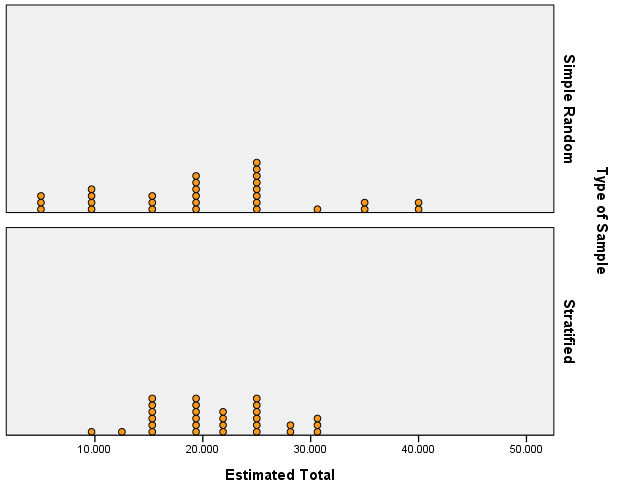 Simple Random
Type of Sample
Stratified
10.000 20.000 30.000 40.000 50.000
Estimated Total